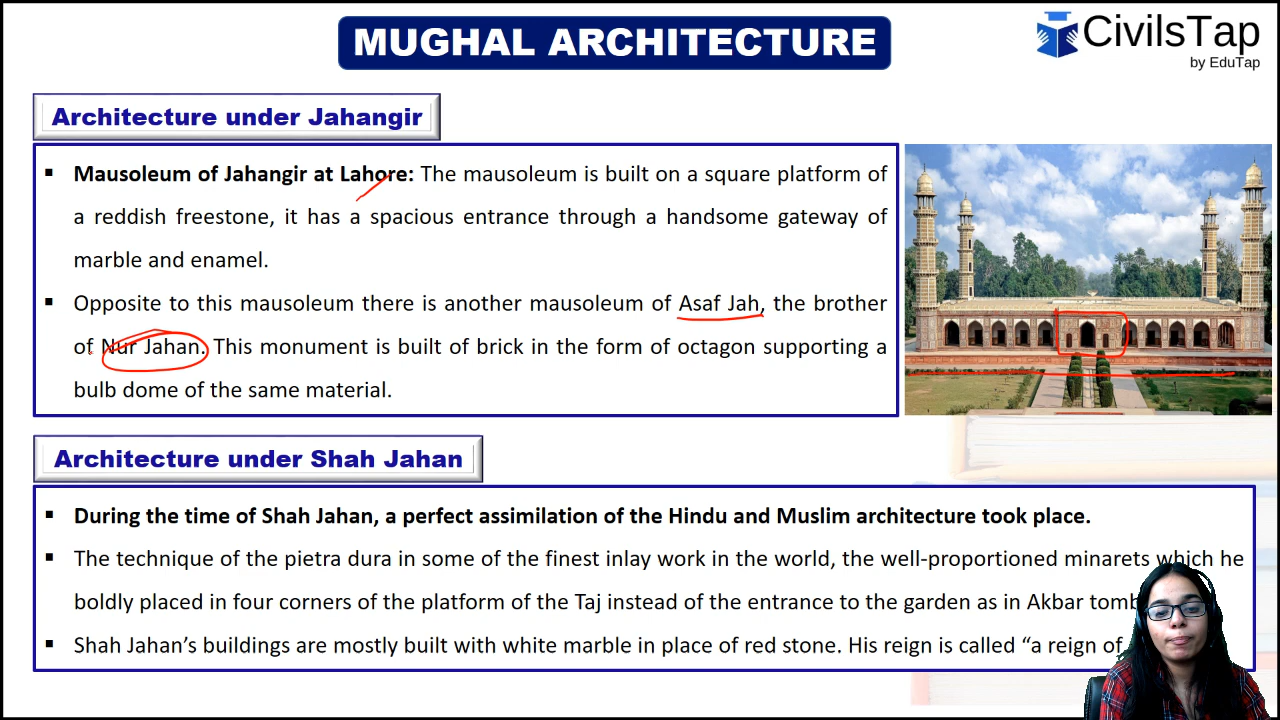 MUGHAL ARCHITECTURE
CivilsTap
by EduTap
Architecture under Jahangir
▪ Mausoleum of Jahangir at Lahore: The mausoleum is built on a square platform of
a reddish freestone, it has a spacious entrance through a handsome gateway of
marble and enamel.
▪ Opposite to this mausoleum there is another mausoleum of Asaf Jah, the brother
of Nur Jahan. This monument is built of brick in the form of octagon supporting a
bulb dome of the same material.
Architecture under Shah Jahan
▪ During the time of Shah Jahan, a perfect assimilation of the Hindu and Muslim architecture took place.
▪ The technique of the pietra dura in some of the finest inlay work in the world, the well-proportioned minarets which he
boldly placed in four corners of the platform of the Taj instead of the entrance to the garden as in Akbar
▪ Shah Jahan's buildings are mostly built with white marble in place of red stone. His reign is called “a reign of